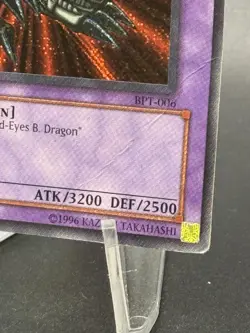 BPT-006
N]
d-Eyes B. Dragon"
ATK/3200 DEF/2500
©1996 KAZ TAKAHASHI